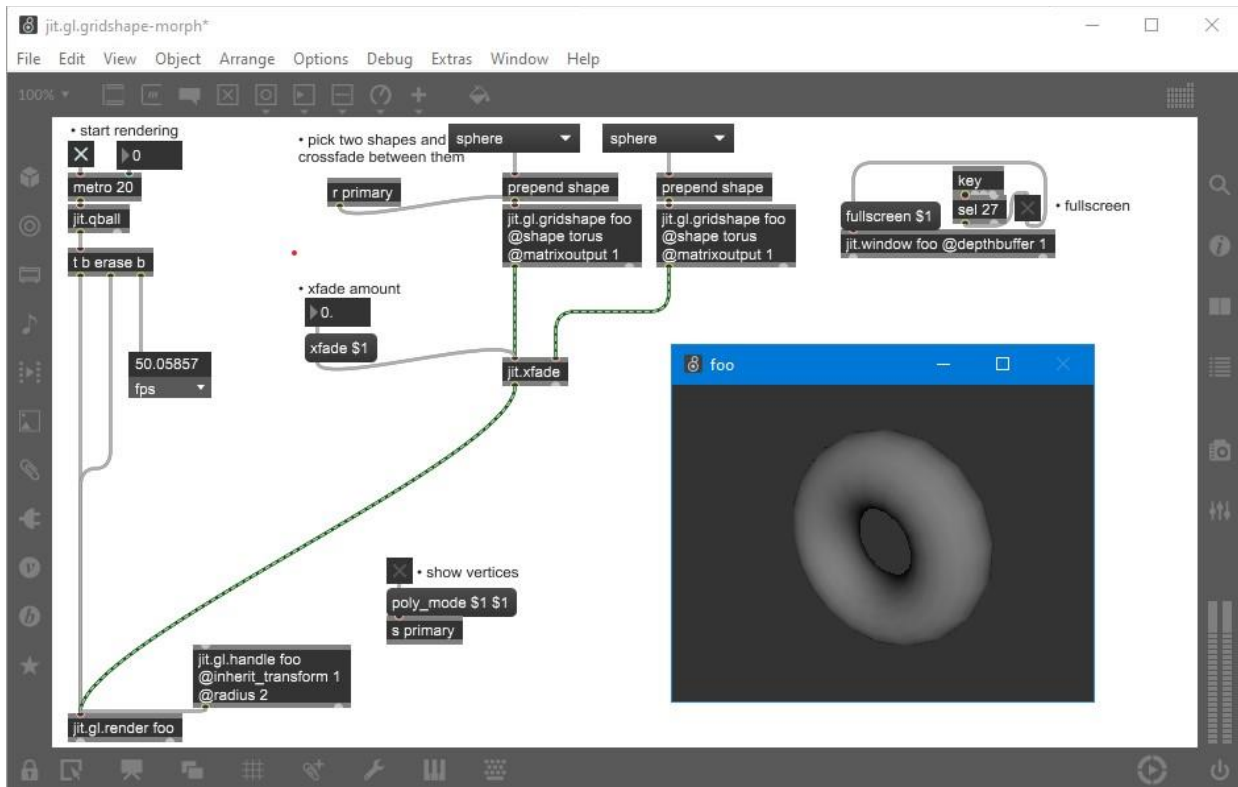 jit.gl.gridshape-morph*
File Edit View Object Arrange Options Debug Extras Window Help
100%
• start rendering
0
metro 20
jit.qball
t b erase b
50.05857
fps
• pick two shapes and
crossfade between them
sphere
sphere
r primary
prepend shape
prepend shape
jit.gl.gridshape foo
@shape torus
@matrixoutput 1
jit.gl.gridshape foo
@shape torus
@matrixoutput 1
• xfade amount
0.
xfade $1
jit.xfade
key
sel 27
• fullscreen
fullscreen $1
jit.window foo @depthbuffer 1
foo
• show vertices
poly_mode $1 $1
s primary
jit.gl.handle foo
@inherit_transform 1
@radius 2
jit.gl.render foo